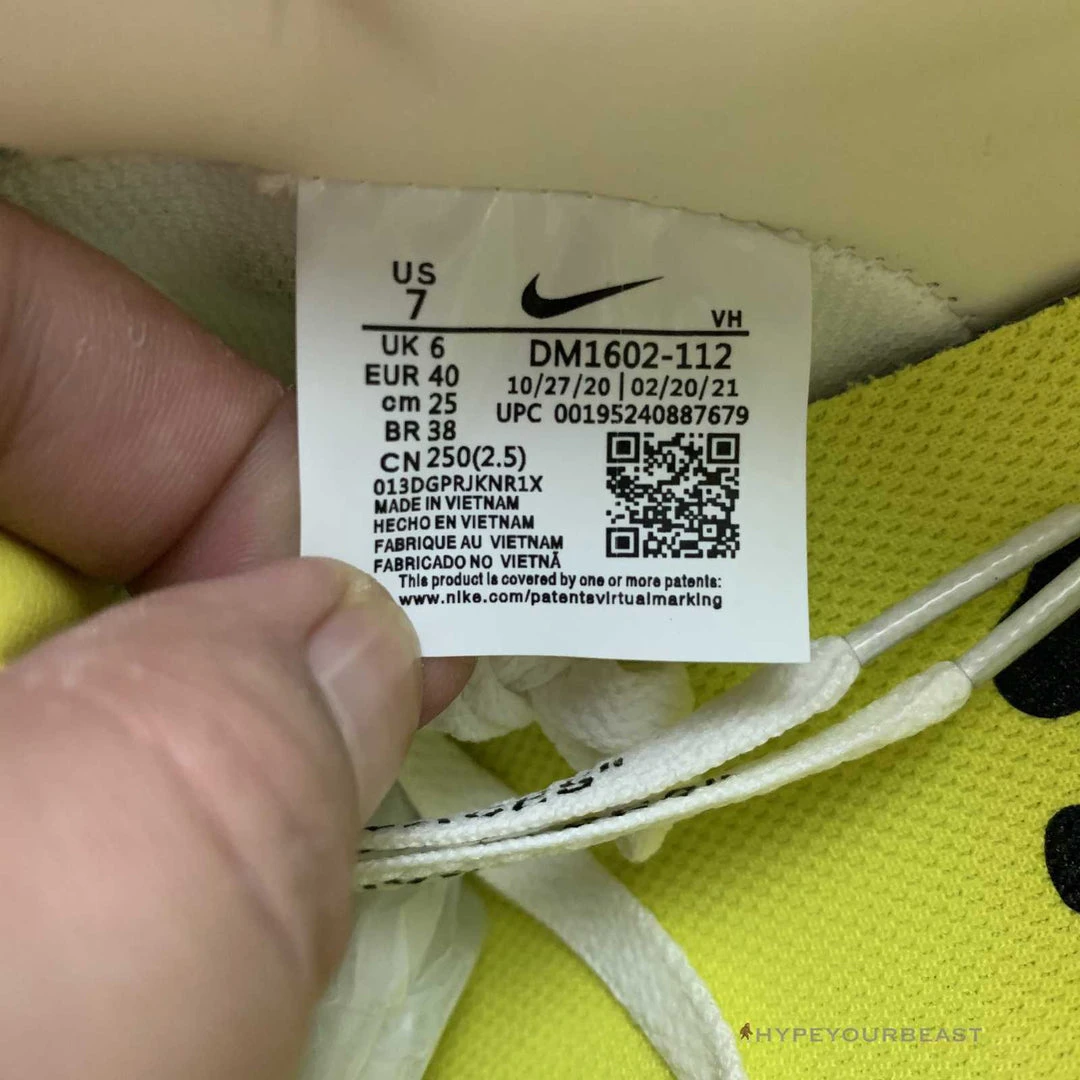 US
7
VH
UK 6
EUR 40
cm 25
BR 38
CN 250(2.5)
DM1602-112
10/27/20 | 02/20/21
UPC 00195240887679
013DGPRJKNR1X
MADE IN VIETNAM
HECHO EN VIETNAM
FABRIQUE AU VIETNAM
FABRICADO NO VIETNÃ
This product is covered by one or more patents:
www.nike.com/patentsvirtualmarking
HYPEYOURBEAST